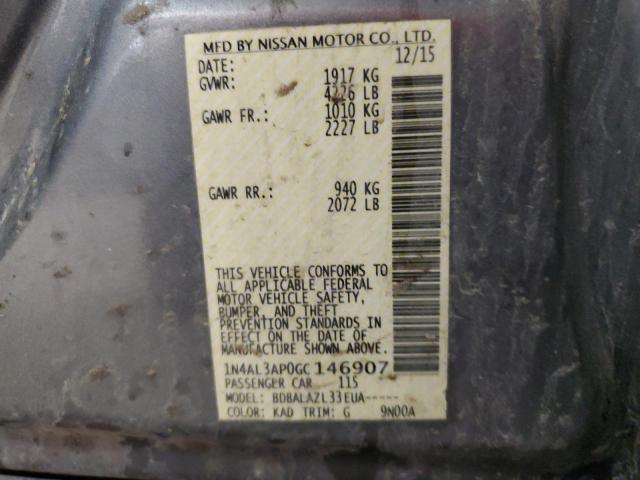 MFD BY NISSAN MOTOR CO., LTD.
DATE: 12/15
GVWR: 1917 KG
4226 LB
GAWR FR.: 1010 KG
2227 LB
GAWR RR.: 940 KG
2072 LB
THIS VEHICLE CONFORMS TO
ALL APPLICABLE FEDERAL
MOTOR VEHICLE SAFETY,
BUMPER, AND THEFT
PREVENTION STANDARDS IN
EFFECT ON THE DATE OF
MANUFACTURE SHOWN ABOVE.
1N4AL3AP0GC146907
PASSENGER CAR 115
MODEL: BDBALAZL33EUA-----
COLOR: KAD TRIM: G 9N00A